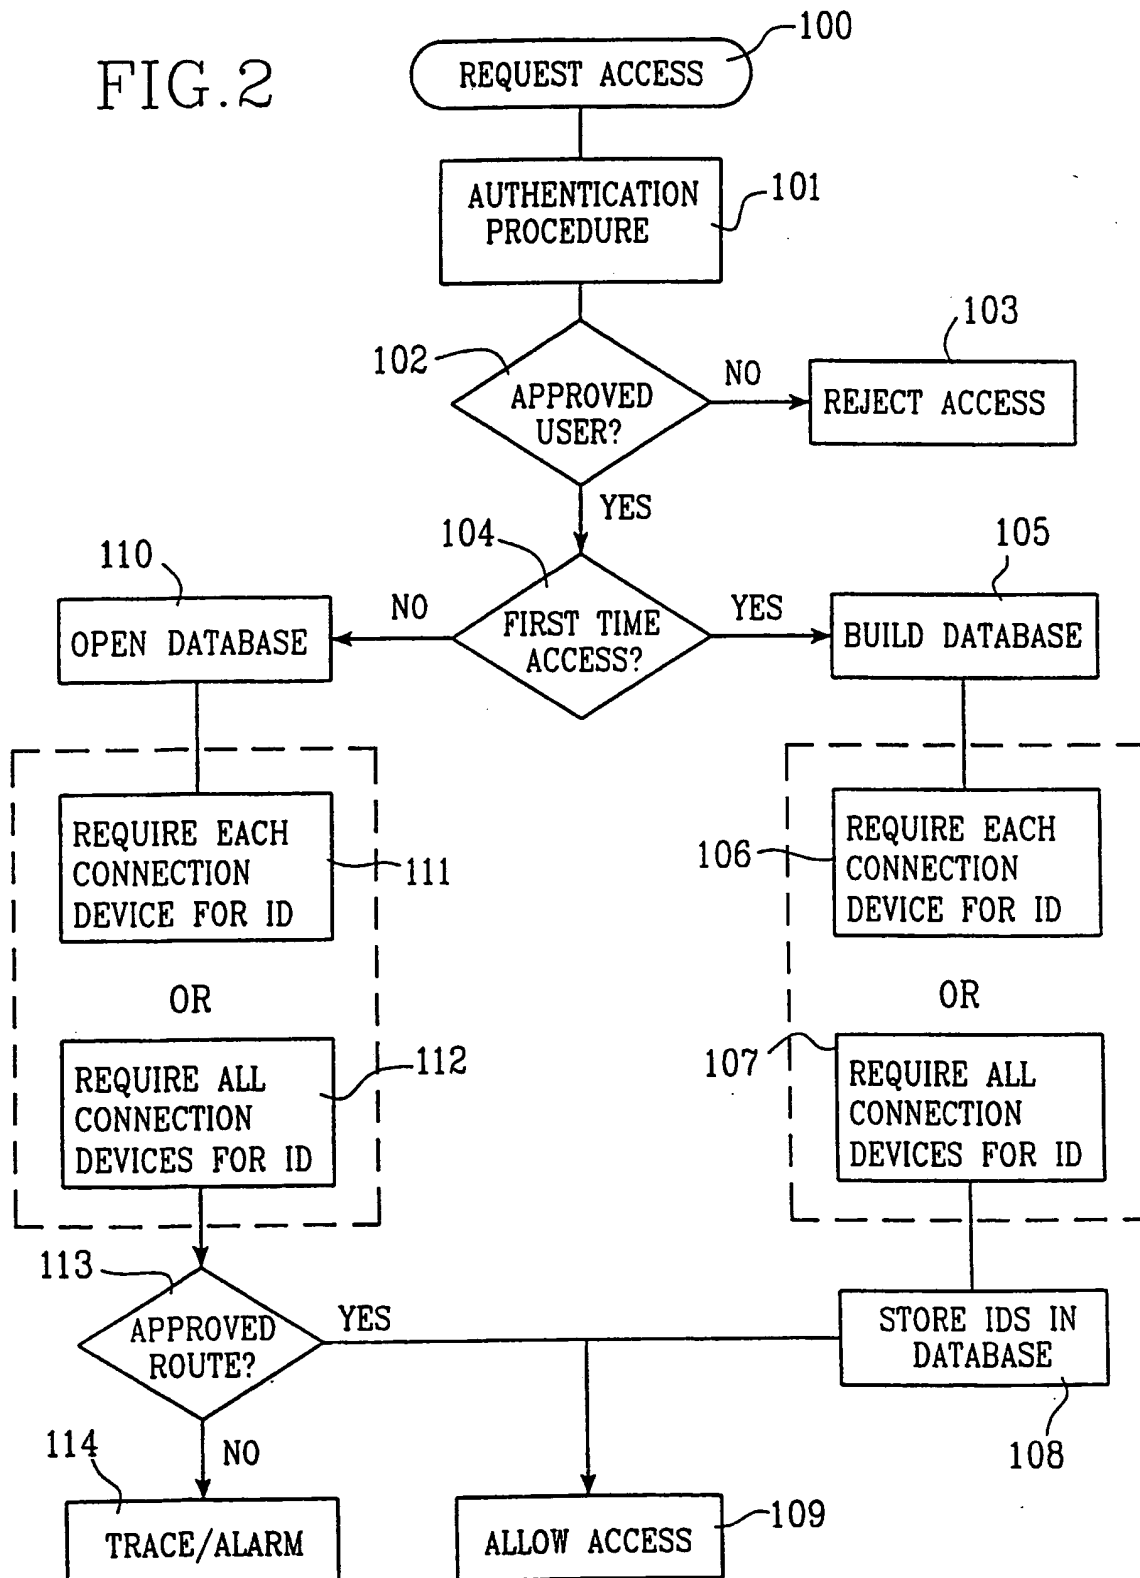 FIG.2
100
REQUEST ACCESS
AUTHENTICATION
PROCEDURE
101
102
APPROVED
USER?
NO
103
REJECT ACCESS
YES
104
110
105
OPEN DATABASE
NO
FIRST TIME
ACCESS?
YES
BUILD DATABASE
REQUIRE EACH
CONNECTION
DEVICE FOR ID
111
106
REQUIRE EACH
CONNECTION
DEVICE FOR ID
OR
OR
REQUIRE ALL
CONNECTION
DEVICES FOR ID
112
107
REQUIRE ALL
CONNECTION
DEVICES FOR ID
113
APPROVED
ROUTE?
YES
STORE IDS IN
DATABASE
108
NO
114
TRACE/ALARM
ALLOW ACCESS
109